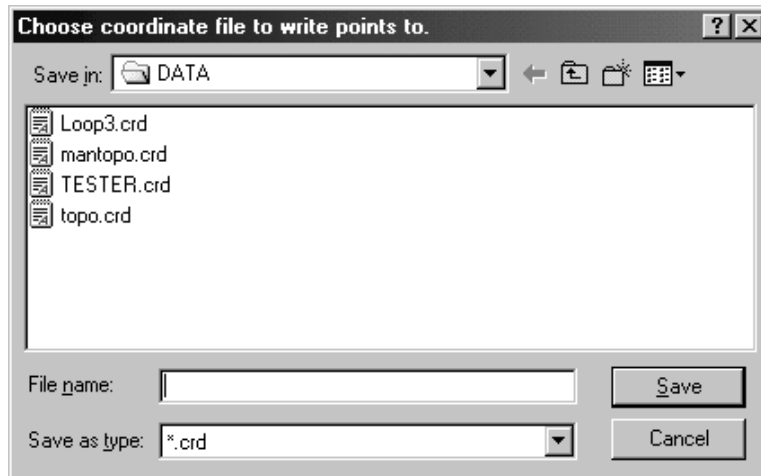 Choose coordinate file to write points to.
Save in: DATA
Loop3.crd
mantopo.crd
TESTER.crd
topo.crd
File name: Save
Save as type: *.crd Cancel